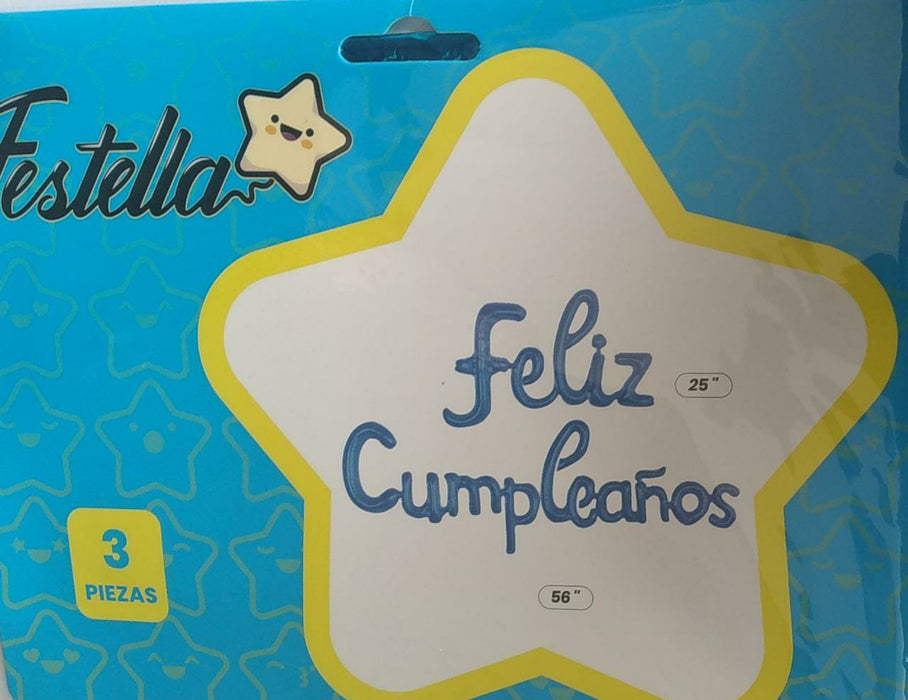 Festella
feliz
25"
Cumpleaños
56"
3
PIEZAS